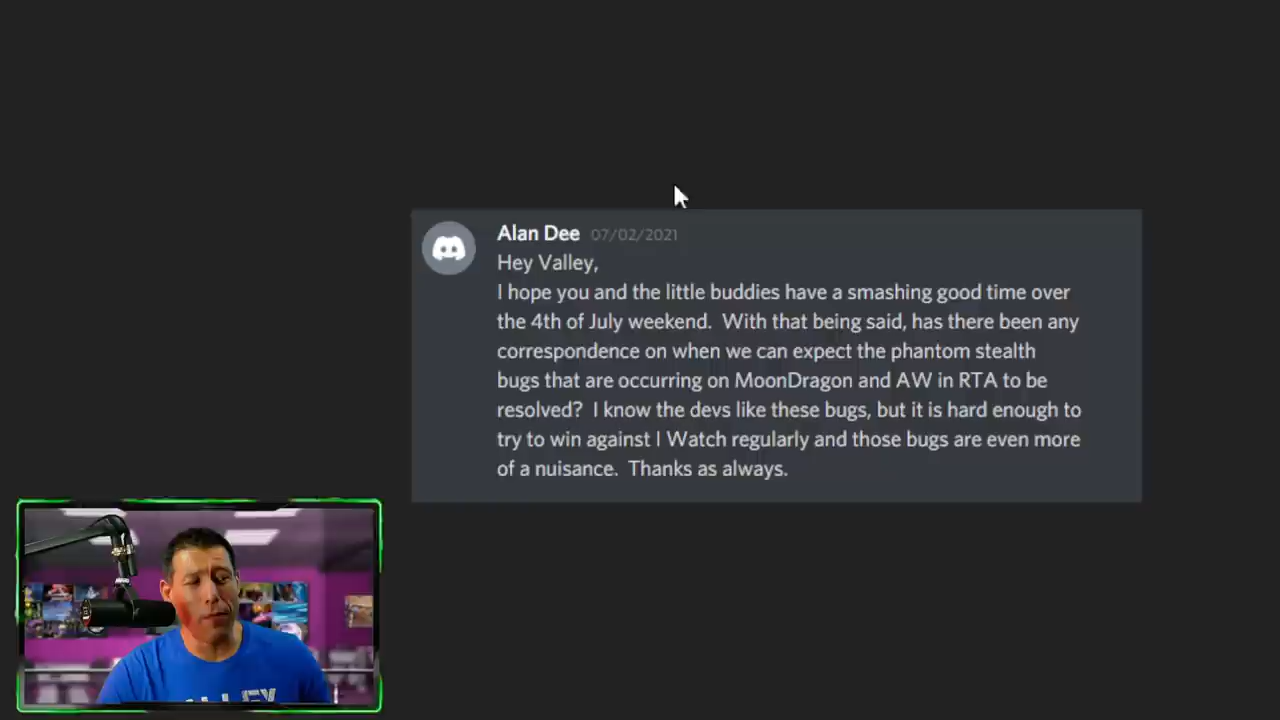 Alan Dee 07/02/2021
Hey Valley,
I hope you and the little buddies have a smashing good time over
the 4th of July weekend.  With that being said, has there been any
correspondence on when we can expect the phantom stealth
bugs that are occurring on MoonDragon and AW in RTA to be
resolved?  I know the devs like these bugs, but it is hard enough to
try to win against I Watch regularly and those bugs are even more
of a nuisance.  Thanks as always.